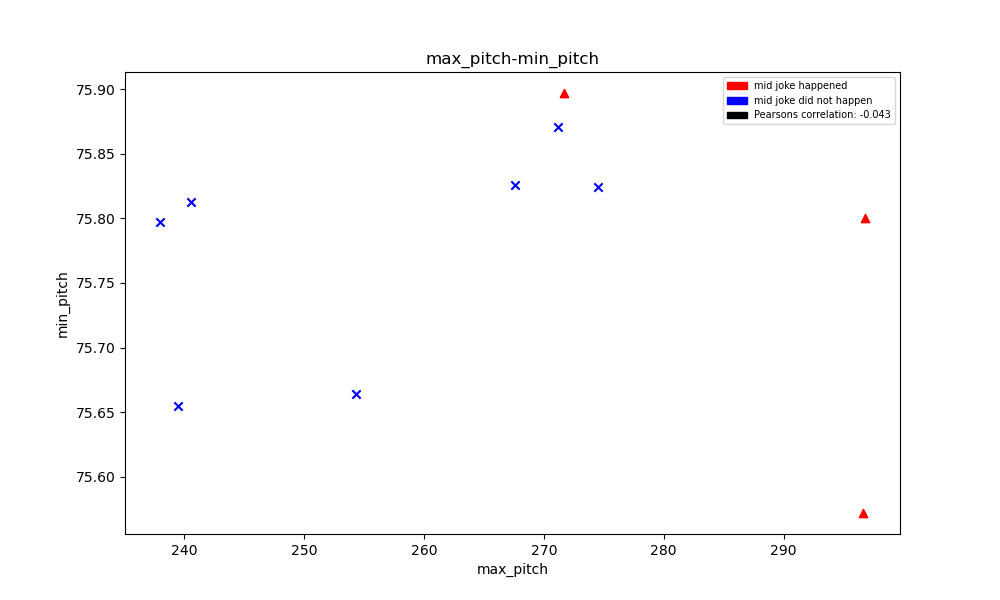 max_pitch-min_pitch
mid joke happened
mid joke did not happen
Pearsons correlation: -0.043
75.90
75.85
75.80
75.75
75.70
75.65
75.60
min_pitch
240 250 260 270 280 290
max_pitch